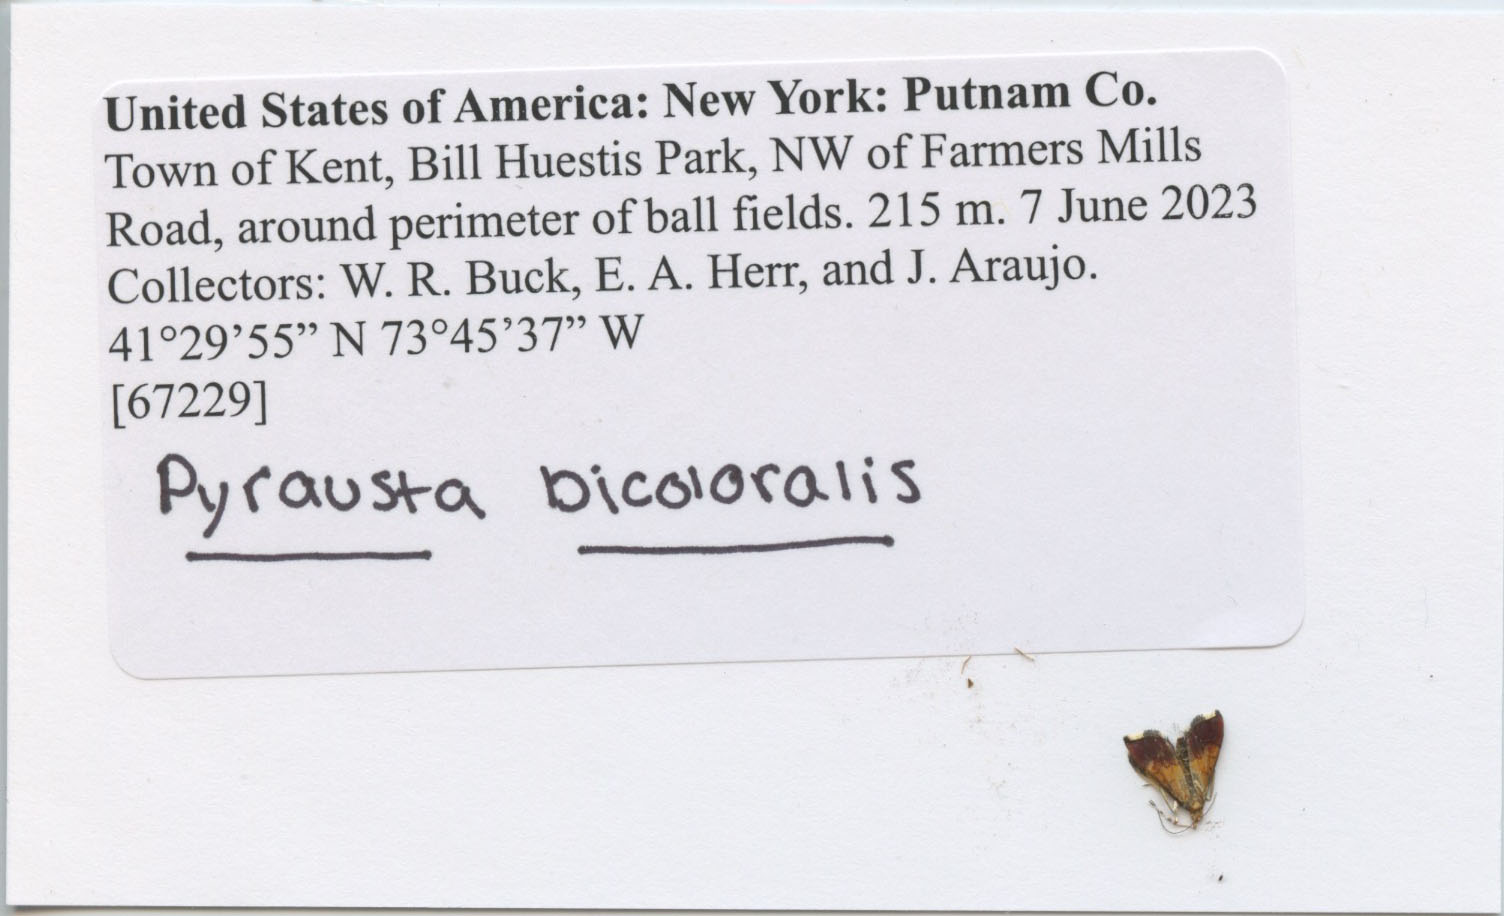 United States of America: New York: Putnam Co.
Town of Kent, Bill Huestis Park, NW of Farmers Mills
Road, around perimeter of ball fields. 215 m. 7 June 2023
Collectors: W. R. Buck, E. A. Herr, and J. Araujo.
41°29’55” N 73°45’37” W
[67229]
Pyrausta bicoloralis